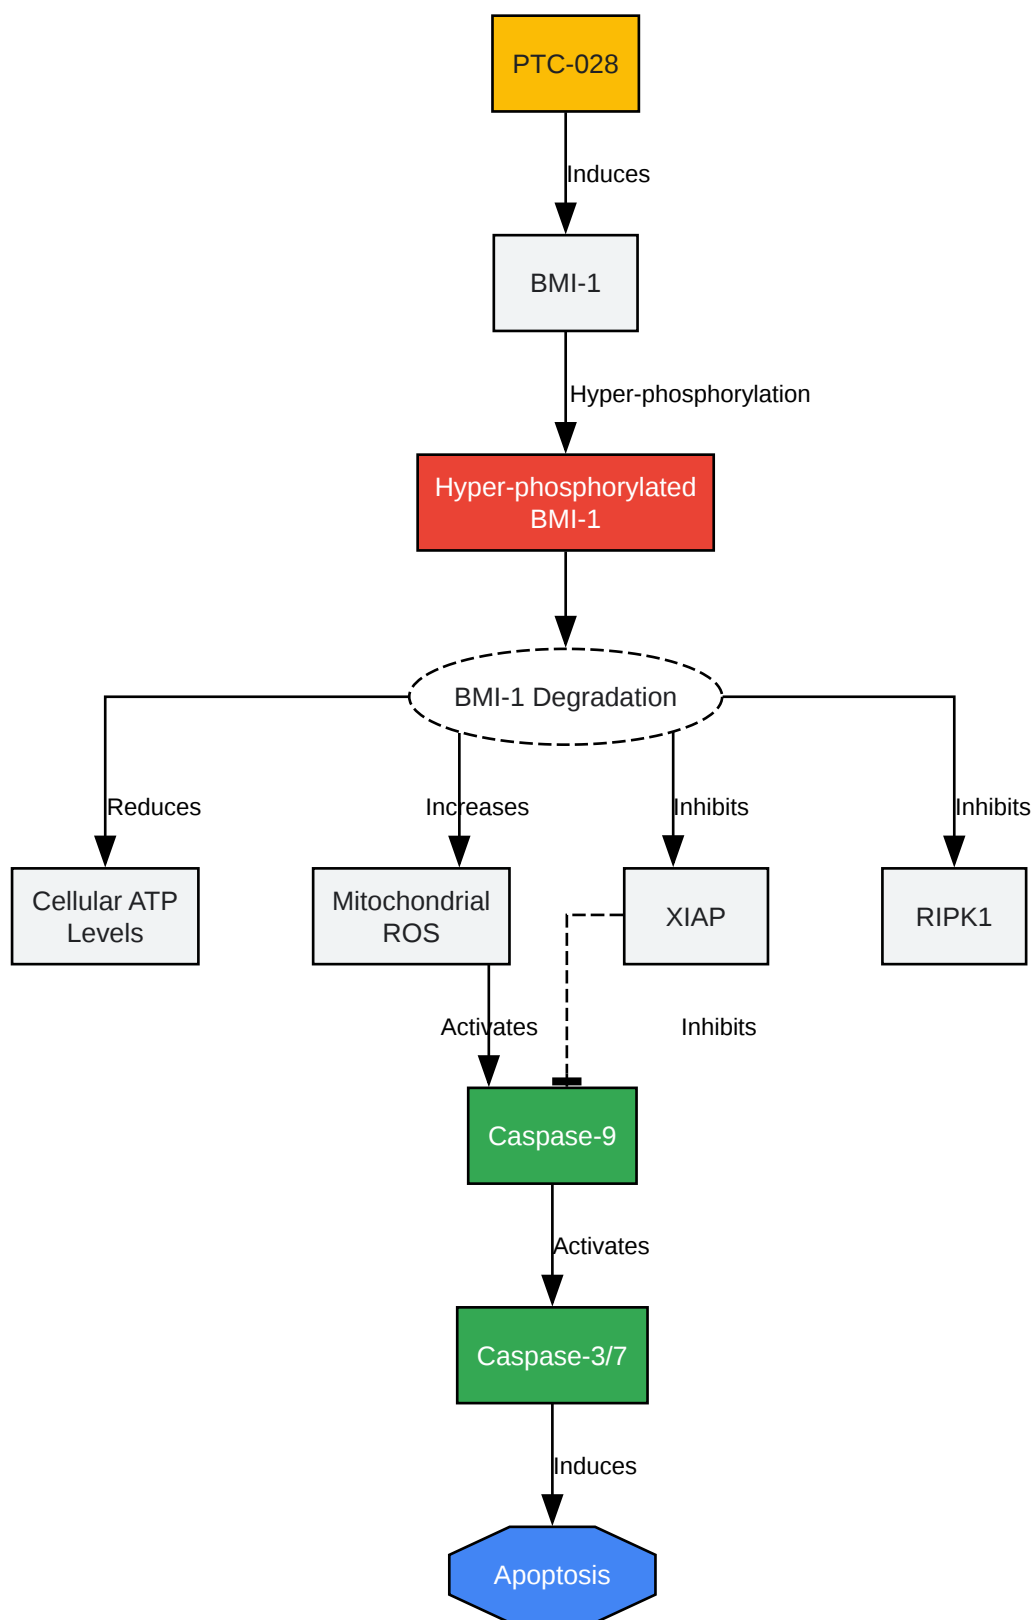 PTC-028
Induces
BMI-1
Hyper-phosphorylation
Hyper-phosphorylated
BMI-1
BMI-1 Degradation
Reduces
Increases
Inhibits
Inhibits
Cellular ATP
Levels
Mitochondrial
ROS
XIAP
RIPK1
Activates
Inhibits
Caspase-9
Activates
Caspase-3/7
Induces
Apoptosis